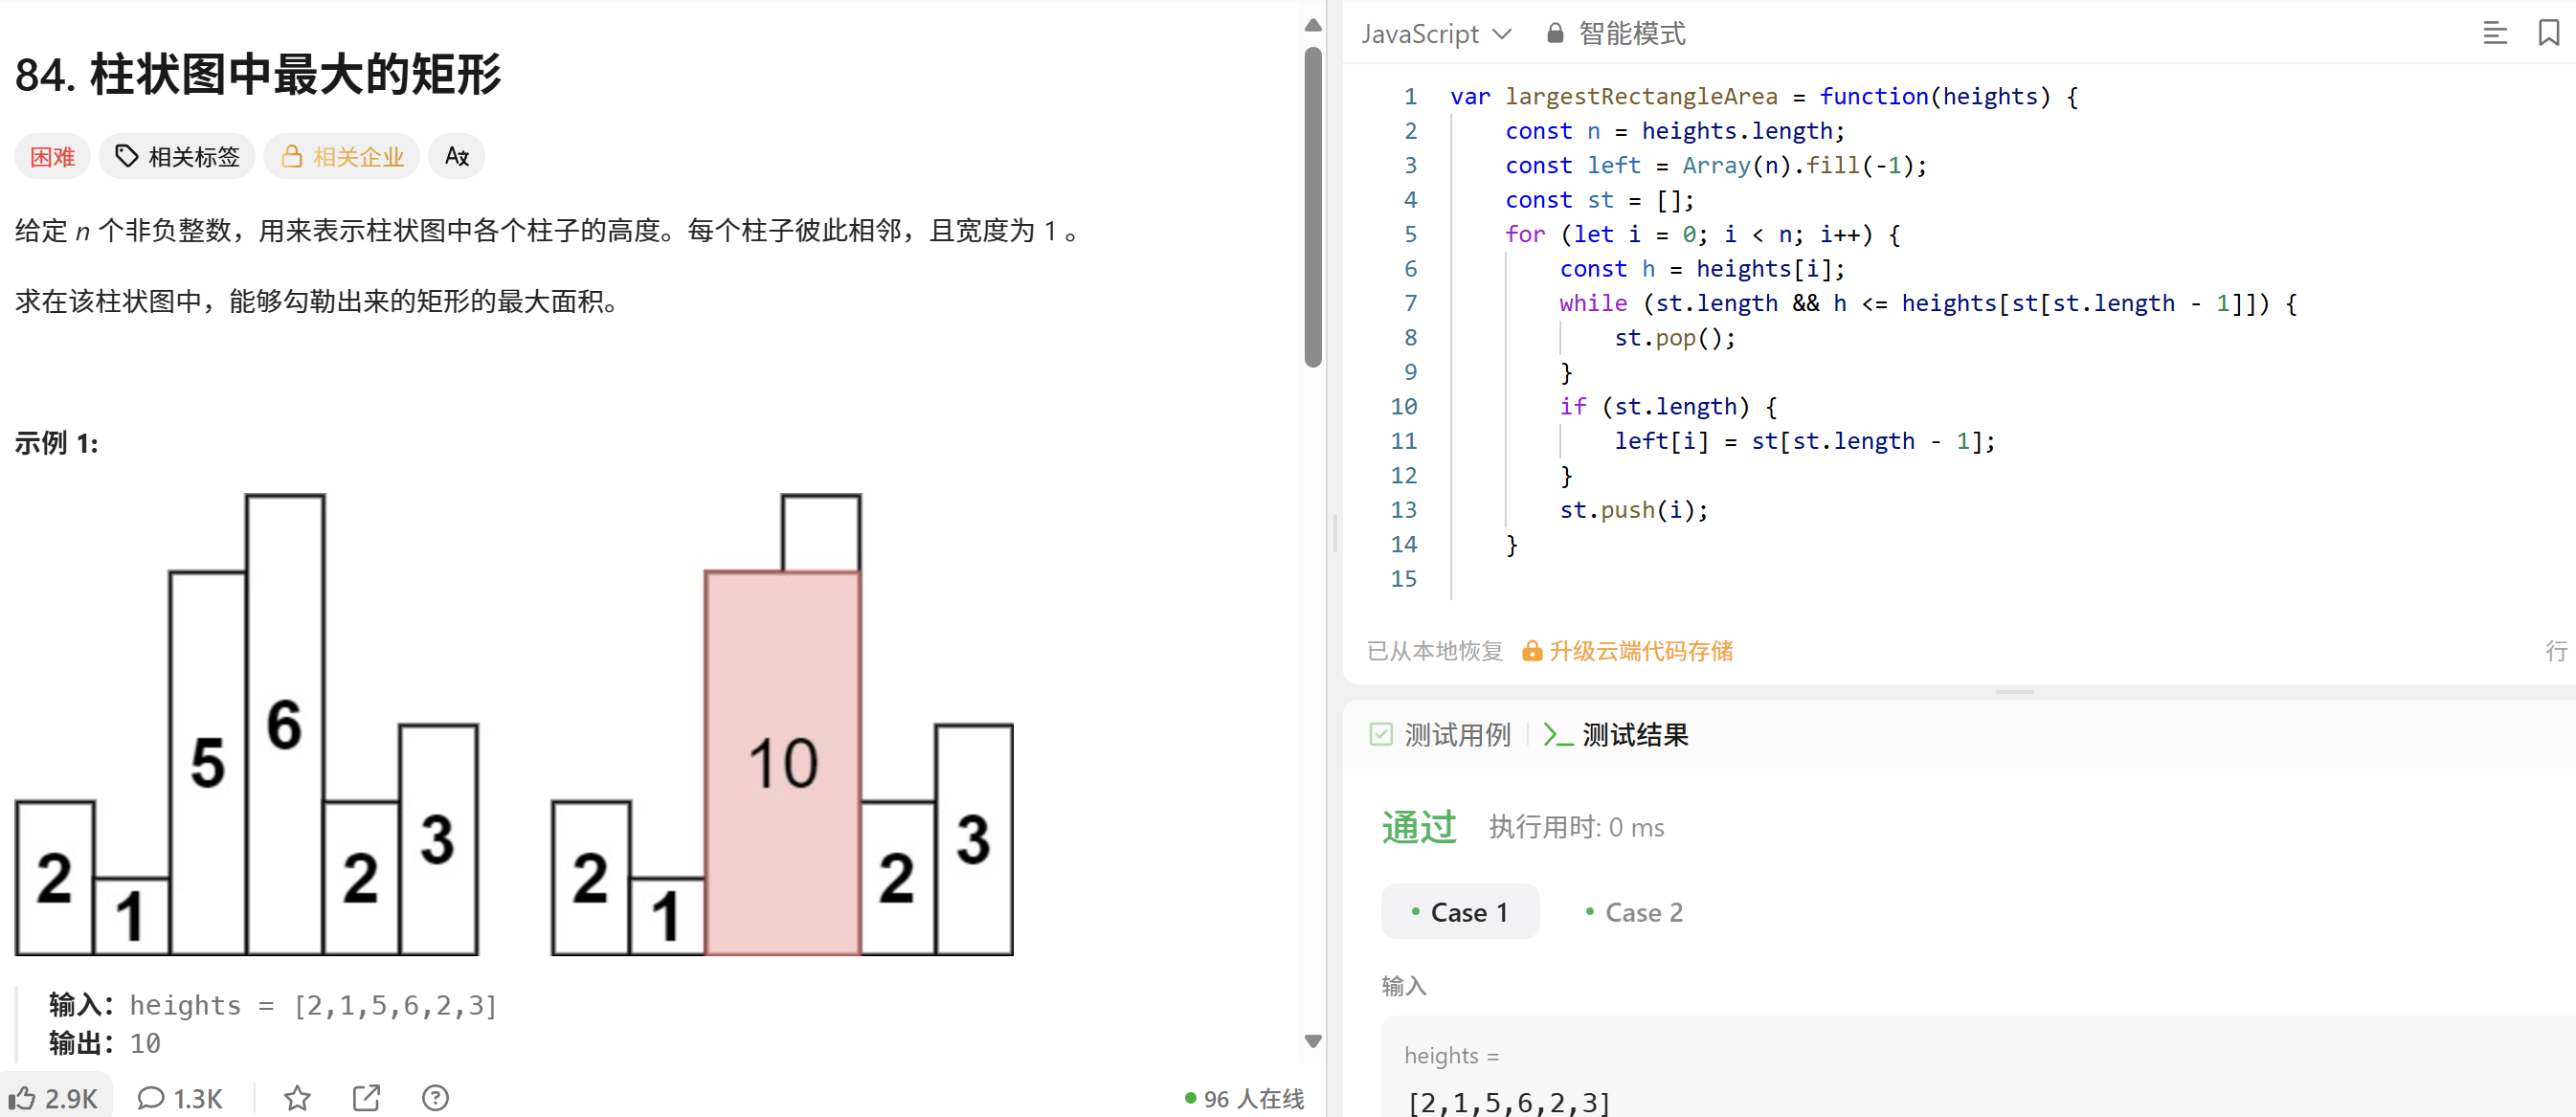 84. 柱状图中最大的矩形
困难 相关标签 相关企业
给定 n 个非负整数，用来表示柱状图中各个柱子的高度。每个柱子彼此相邻，且宽度为 1 。
求在该柱状图中，能够勾勒出来的矩形的最大面积。
示例 1:
2 1 5 6 2 3
2 1 10 2 3
输入：heights = [2,1,5,6,2,3]
输出：10
2.9K 1.3K 96 人在线
JavaScript 智能模式
1 var largestRectangleArea = function(heights) {
2     const n = heights.length;
3     const left = Array(n).fill(-1);
4     const st = [];
5     for (let i = 0; i < n; i++) {
6         const h = heights[i];
7         while (st.length && h <= heights[st[st.length - 1]]) {
8             st.pop();
9         }
10         if (st.length) {
11             left[i] = st[st.length - 1];
12         }
13         st.push(i);
14     }
15
已从本地恢复 升级云端代码存储 行
测试用例 测试结果
通过 执行用时: 0 ms
Case 1 Case 2
输入
heights =
[2,1,5,6,2,3]